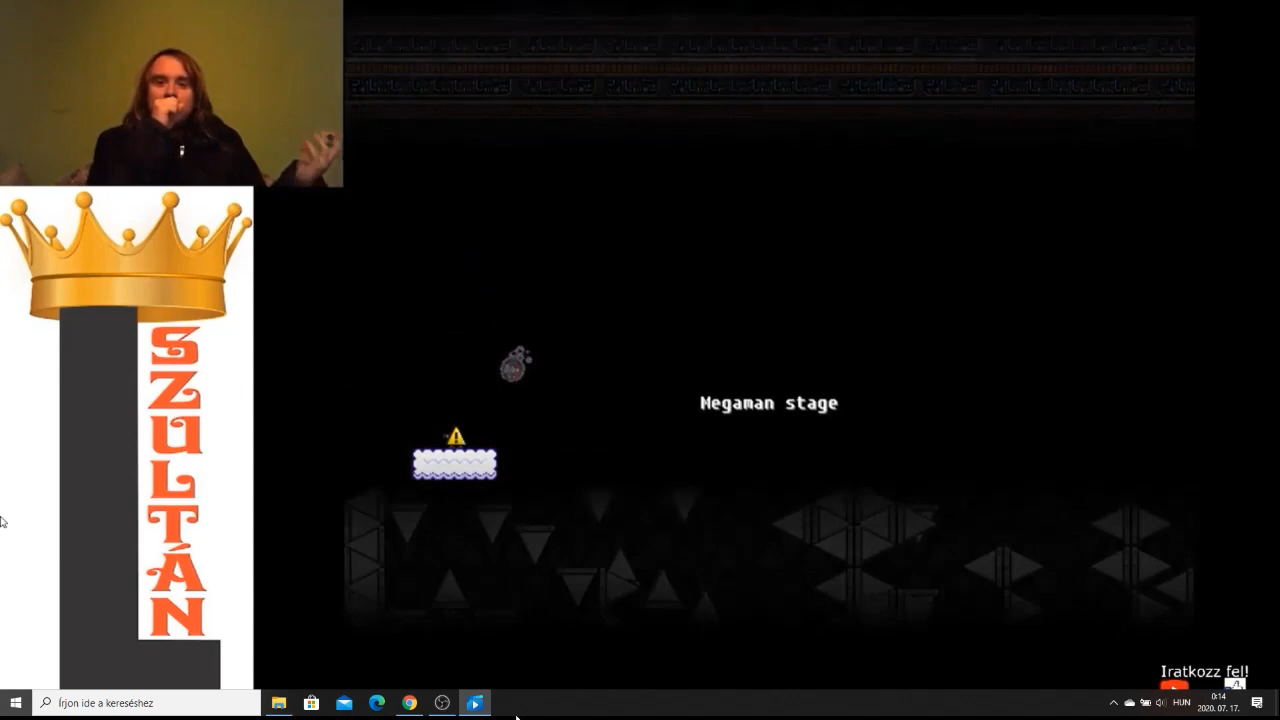 Megaman stage
SZULTÁN
Iratkozz fel!
Írjon ide a kereséshez
HUN
0:14
2020. 07. 17.